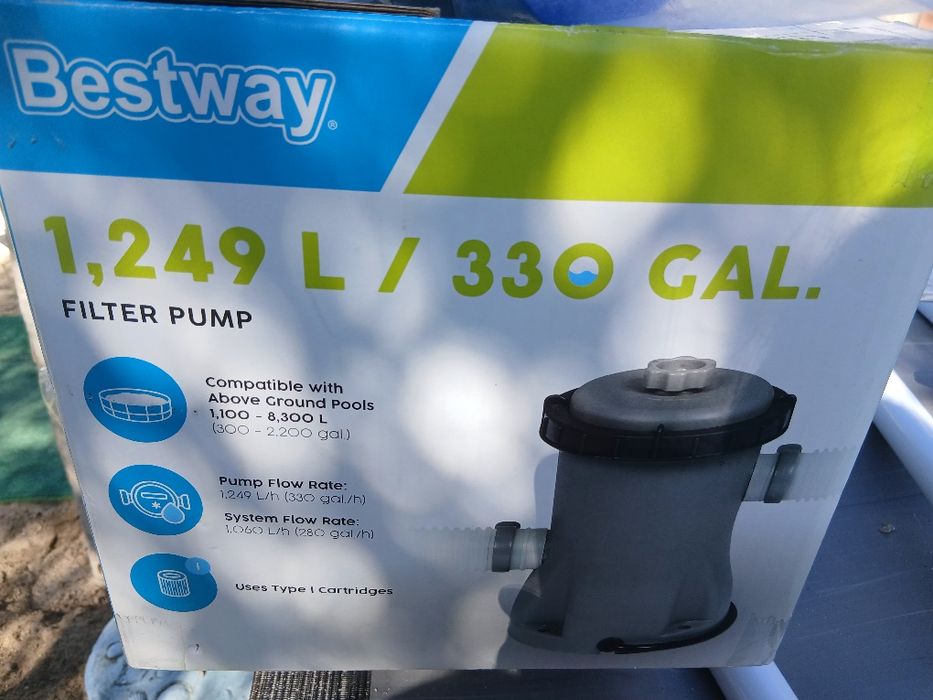 Bestway®
1,249 L / 330 GAL.
FILTER PUMP
Compatible with
Above Ground Pools
1,100 - 8,300 L
(300 - 2,200 gal.)
Pump Flow Rate:
1,249 L/h (330 gal./h)
System Flow Rate:
1,060 L/h (280 gal./h)
I
Uses Type I Cartridges